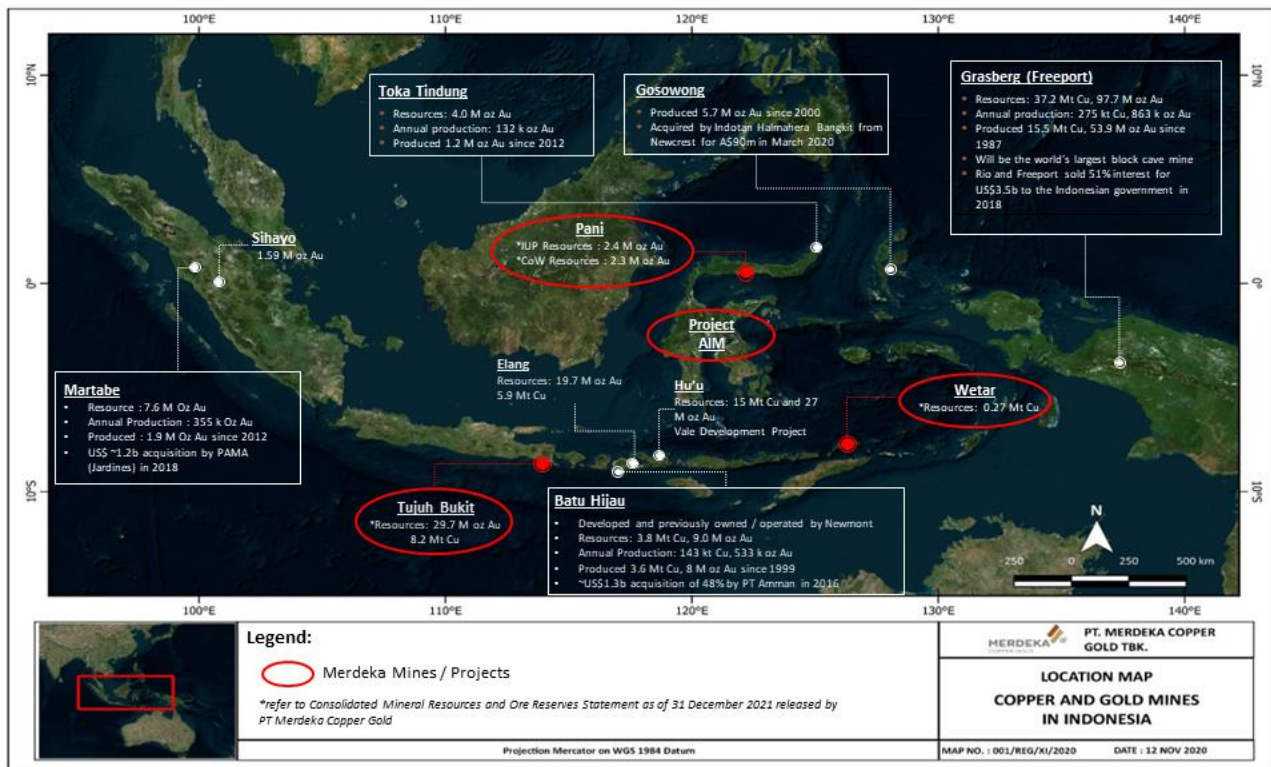 100°E
110°E
120°E
130°E
140°E
10°N
10°N
Toka Tindung
Resources: 4.0 M oz Au
Annual production: 132 k oz Au
Produced 1.2 M oz Au since 2012
Gosowong
Produced 5.7 M oz Au since 2000
Acquired by Indotan Halmahera Bangkit from
Newcrest for A$90m in March 2020
Grasberg (Freeport)
Resources: 37.2 Mt Cu, 97.7 M oz Au
Annual production: 275 kt Cu, 863 k oz Au
Produced 15.5 Mt Cu, 53.9 M oz Au since
1987
Will be the world's largest block cave mine
Rio and Freeport sold 51% interest for
US$3.5b to the Indonesian government in
2018
Pani
*IUP Resources : 2.4 M oz Au
*CoW Resources : 2.3 M oz Au
Sihayo
1.59 M oz Au
0°
0°
Project
AIM
Elang
Resources: 19.7 M oz Au
5.9 Mt Cu
Hu'u
Resources: 15 Mt Cu and 27
M oz Au
Vale Development Project
Wetar
*Resources: 0.27 Mt Cu
Martabe
Resource : 7.6 M Oz Au
Annual Production : 355 k Oz Au
Produced : 1.9 M Oz Au since 2012
US$ ~1.2b acquisition by PAMA
(Jardines) in 2018
10°S
10°S
Tujuh Bukit
*Resources: 29.7 M oz Au
8.2 Mt Cu
Batu Hijau
Developed and previously owned / operated by Newmont
Resources: 3.8 Mt Cu, 9.0 M oz Au
Annual Production: 143 kt Cu, 533 k oz Au
Produced 3.6 Mt Cu, 8 M oz Au since 1999
~US$1.3b acquisition of 48% by PT Amman in 2016
N
250 0 250 500 km
100°E
110°E
120°E
130°E
140°E
Legend:
Merdeka Mines / Projects
*refer to Consolidated Mineral Resources and Ore Reserves Statement as of 31 December 2021 released by
PT Merdeka Copper Gold
Projection Mercator on WGS 1984 Datum
MERDEKA
COPPER GOLD
PT. MERDEKA COPPER
GOLD TBK.
LOCATION MAP
COPPER AND GOLD MINES
IN INDONESIA
MAP NO. : 001/REG/XI/2020
DATE : 12 NOV 2020